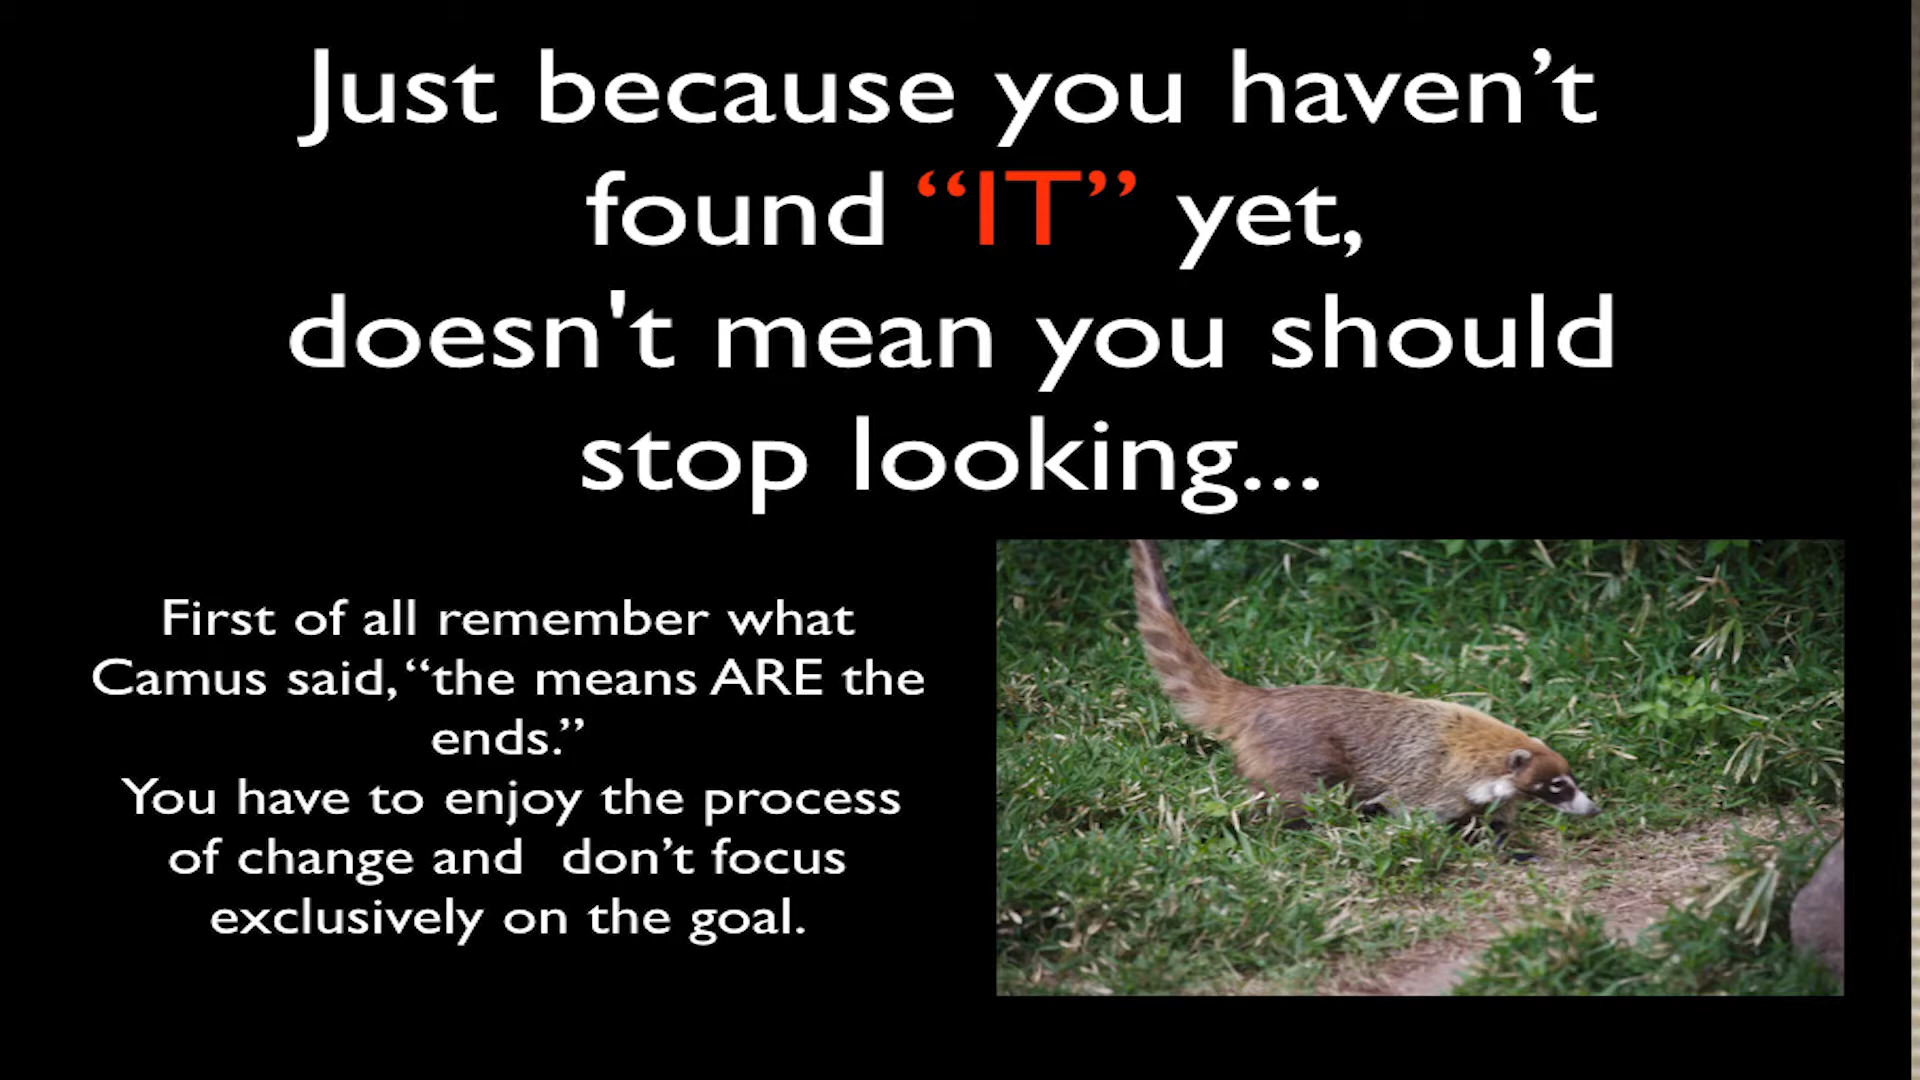 Just because you haven’t
found “IT” yet,
doesn't mean you should
stop looking...
First of all remember what
Camus said, “the means ARE the
ends.”
You have to enjoy the process
of change and don’t focus
exclusively on the goal.